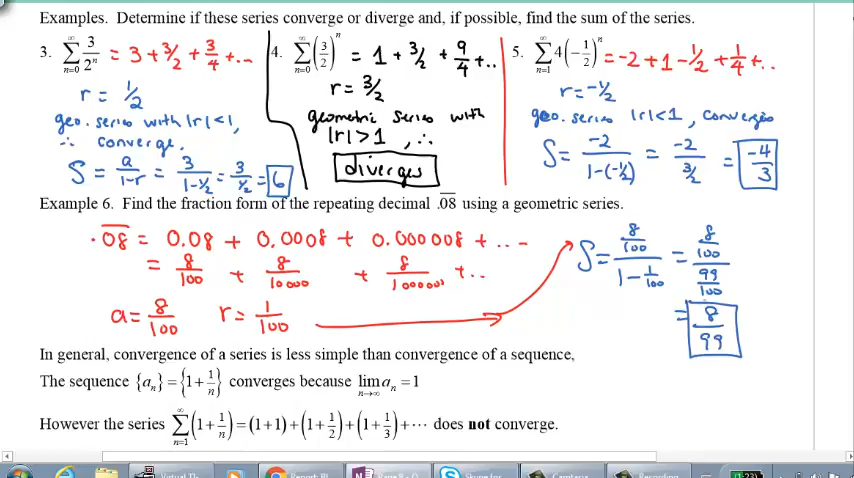 Examples. Determine if these series converge or diverge and, if possible, find the sum of the series.
3. ∑_{n=0}^{∞} 3/2ⁿ = 3 + 3/2 + 3/4 + ...
r = 1/2
geo. series with |r| < 1,
∴ converge.
S = a/(1-r) = 3/(1-1/2) = 3/(1/2) = 6
4. ∑_{n=0}^{∞} (3/2)ⁿ = 1 + 3/2 + 9/4 + ...
r = 3/2
geometric series with
|r| > 1, ∴
diverges
5. ∑_{n=1}^{∞} 4(-1/2)ⁿ = -2 + 1 - 1/2 + 1/4 + ...
r = -1/2
geo. series |r| < 1, converges
S = -2/(1-(-1/2)) = -2/(3/2) = -4/3
Example 6. Find the fraction form of the repeating decimal .0̅8̅ using a geometric series.
.0̅8̅ = 0.08 + 0.0008 + 0.000008 + ...
= 8/100 + 8/10000 + 8/1000000 + ...
a = 8/100 r = 1/100
S = (8/100)/(1 - 1/100) = (8/100)/(99/100)
= 8/99
In general, convergence of a series is less simple than convergence of a sequence,
The sequence {aₙ} = {1 + 1/n} converges because lim_{n→∞} aₙ = 1
However the series ∑_{n=1}^{∞} (1 + 1/n) = (1+1) + (1 + 1/2) + (1 + 1/3) + ⋯ does not converge.